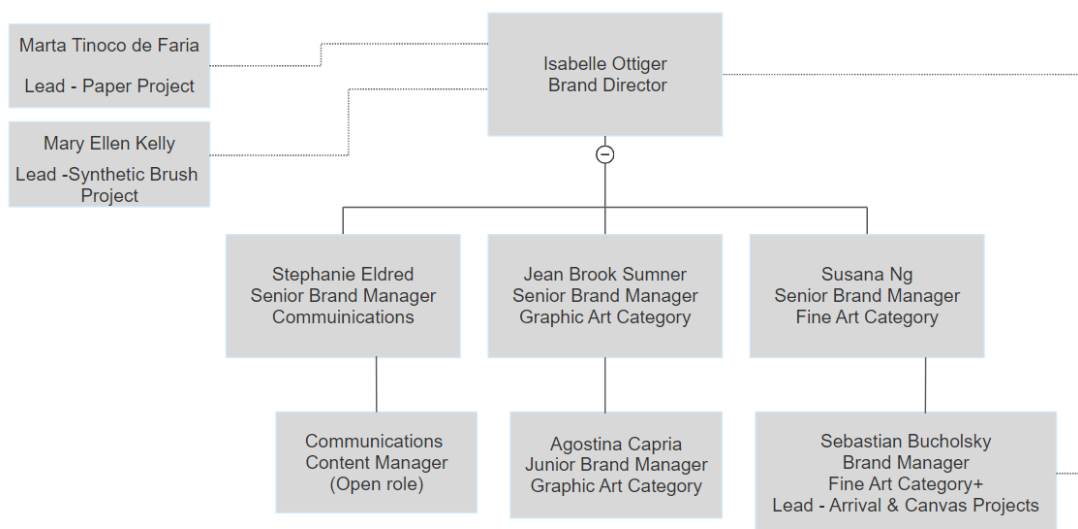 Marta Tinoco de Faria
Lead - Paper Project
Isabelle Ottiger
Brand Director
Mary Ellen Kelly
Lead -Synthetic Brush
Project
Stephanie Eldred
Senior Brand Manager
Commuinications
Jean Brook Sumner
Senior Brand Manager
Graphic Art Category
Susana Ng
Senior Brand Manager
Fine Art Category
Communications
Content Manager
(Open role)
Agostina Capria
Junior Brand Manager
Graphic Art Category
Sebastian Bucholsky
Brand Manager
Fine Art Category+
Lead - Arrival & Canvas Projects